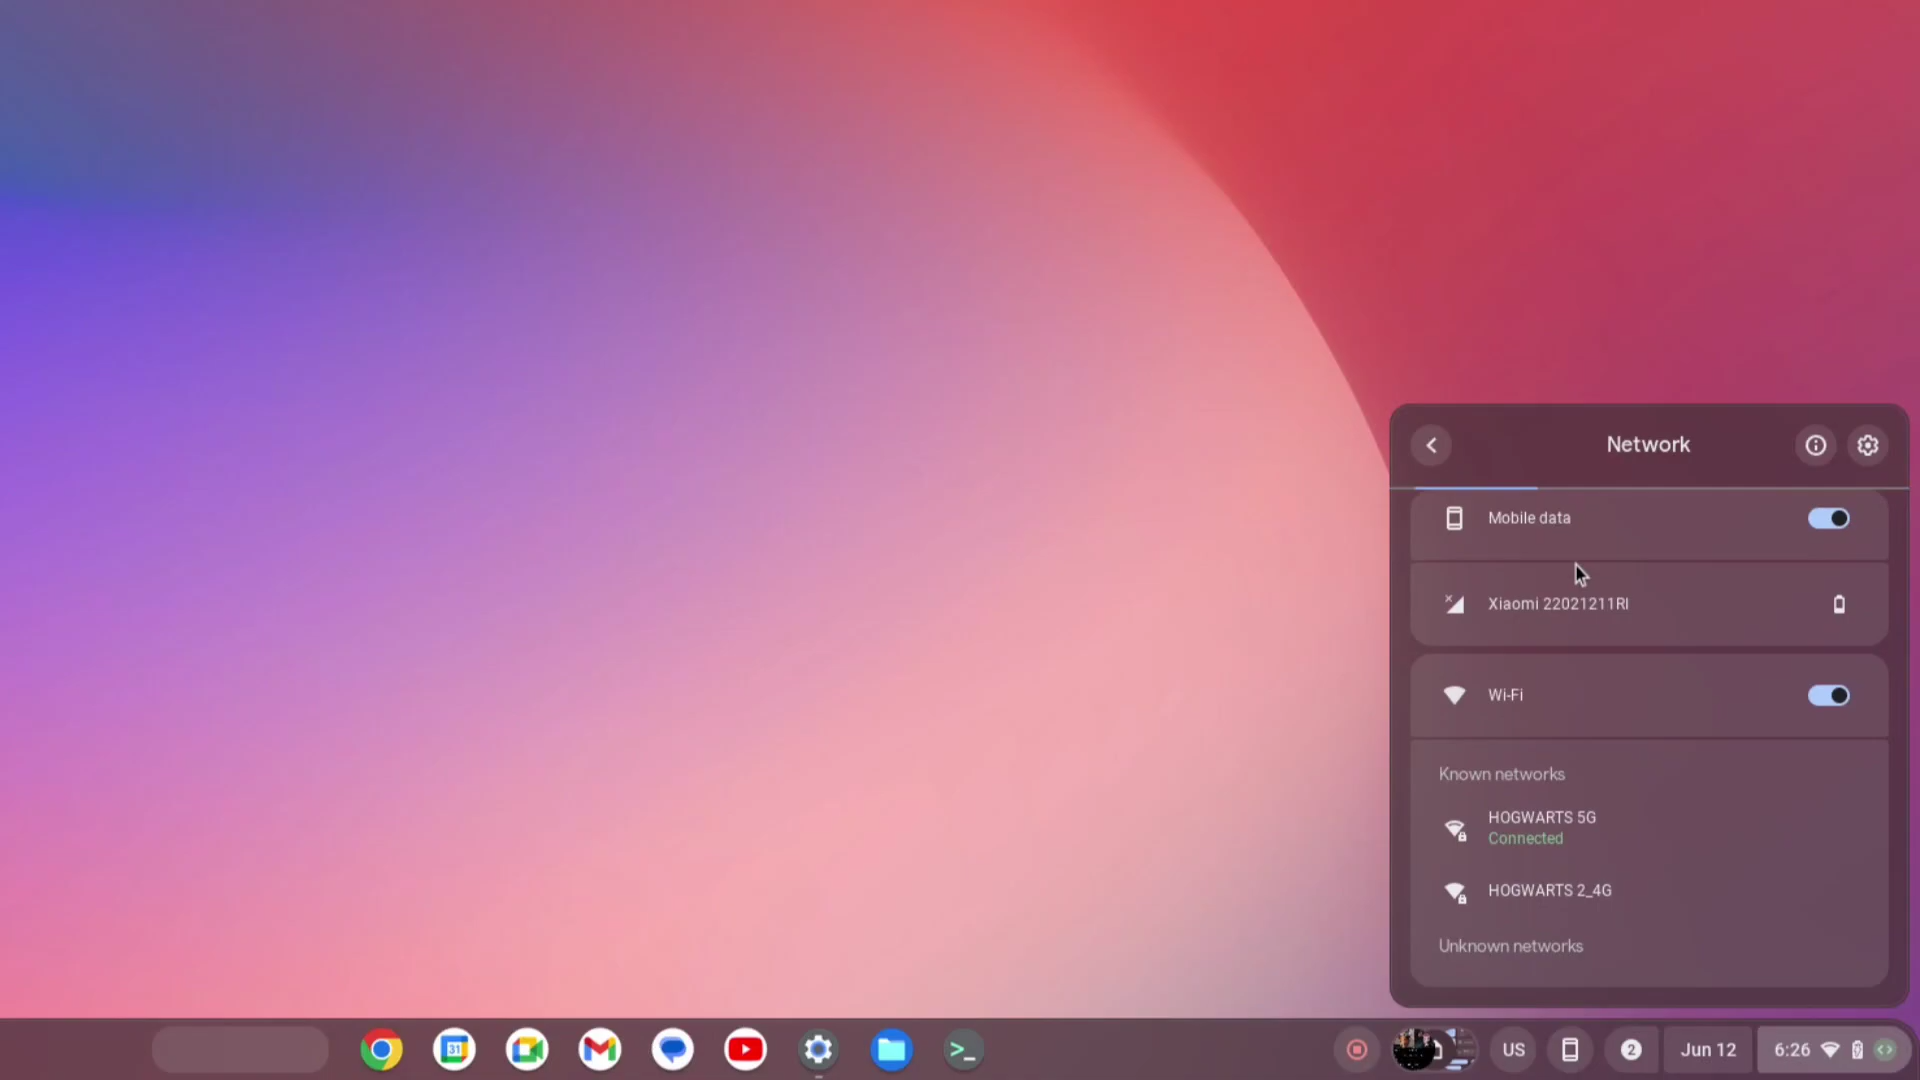 Network
Mobile data
Xiaomi 22021211RI
Wi-Fi
Known networks
HOGWARTS 5G
Connected
HOGWARTS 2_4G
Unknown networks
31
>_
US
2
Jun 12
6:26